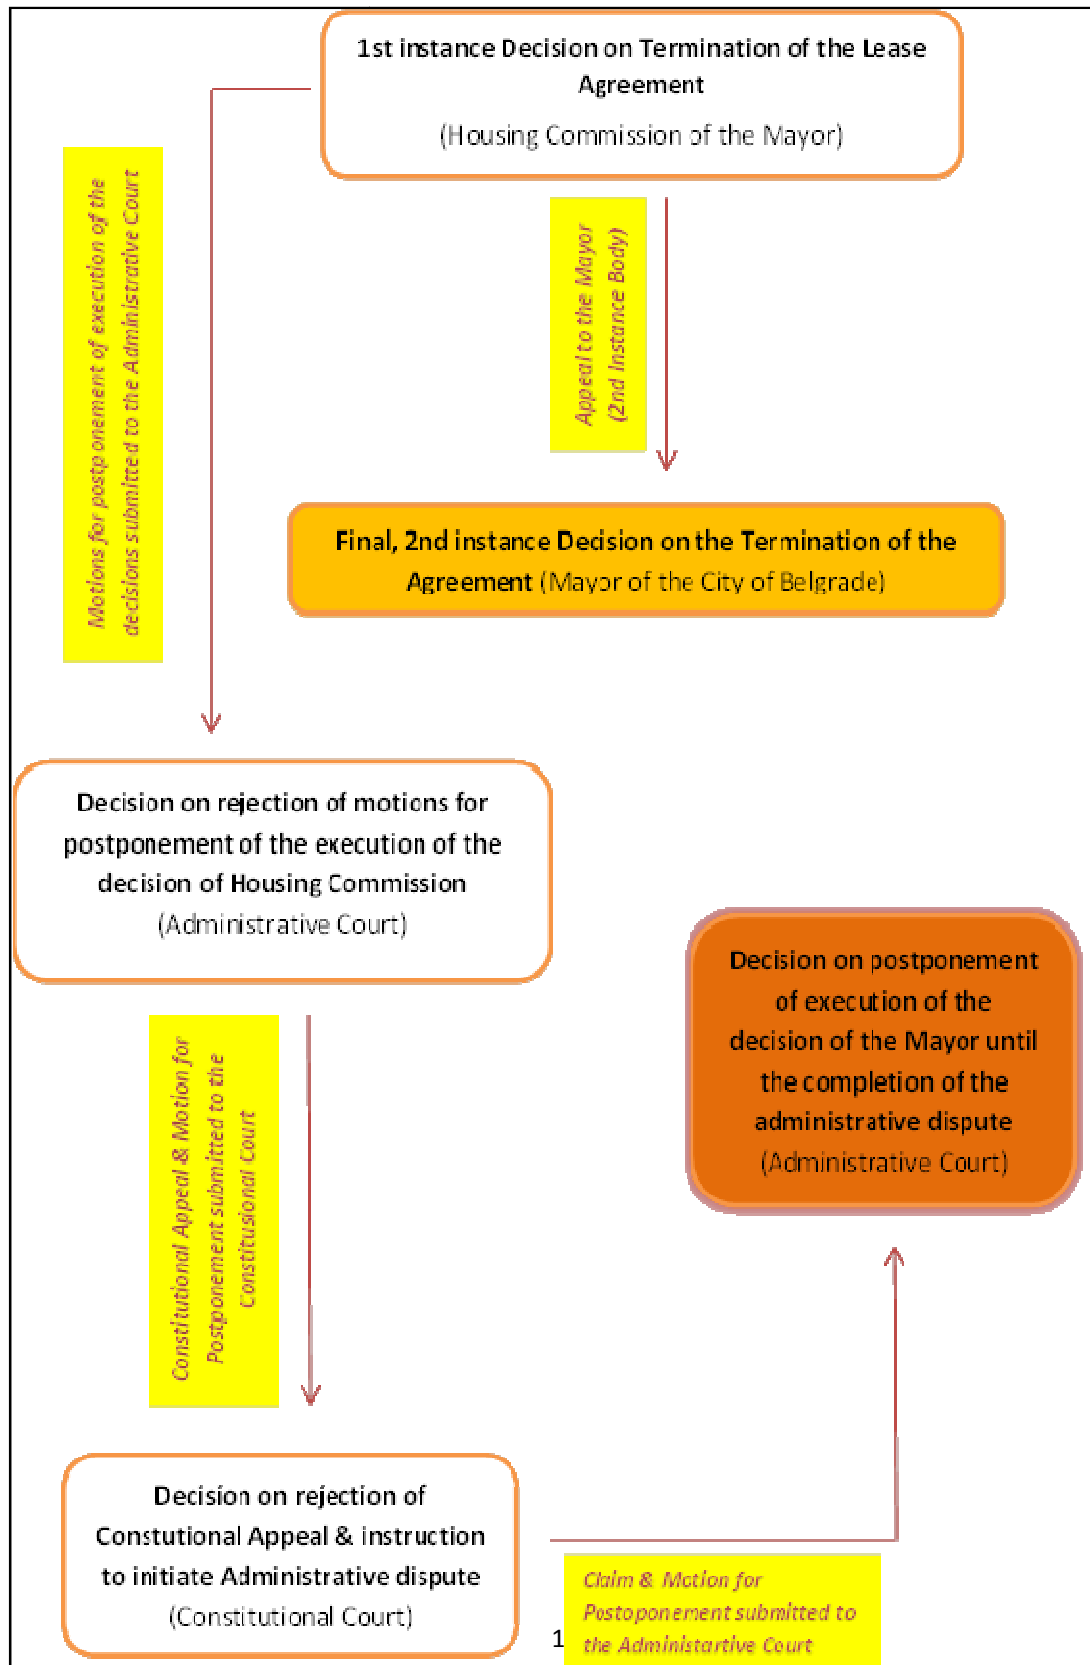 1st instance Decision on Termination of the Lease
Agreement
(Housing Commission of the Mayor)
Motions for postponement of execution of the
decisions submitted to the Administrative Court
Appeal to the Mayor
(2nd Instance Body)
Final, 2nd instance Decision on the Termination of the
Agreement (Mayor of the City of Belgrade)
Decision on rejection of motions for
postponement of the execution of the
decision of Housing Commission
(Administrative Court)
Decision on postponement
of execution of the
decision of the Mayor until
the completion of the
administrative dispute
(Administrative Court)
Constitutional Appeal & Motion for
Postponement submitted to the
Constitusional Court
Decision on rejection of
Constutional Appeal & instruction
to initiate Administrative dispute
(Constitutional Court)
Claim & Motion for
Postoponement submitted to
the Administartive Court
1